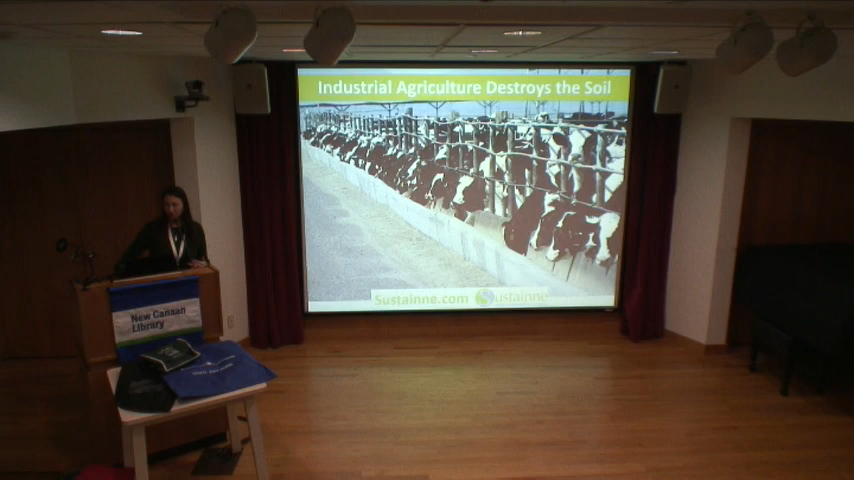 Industrial Agriculture Destroys the Soil
Sustainne.com Sustainne
New Canaan
Library